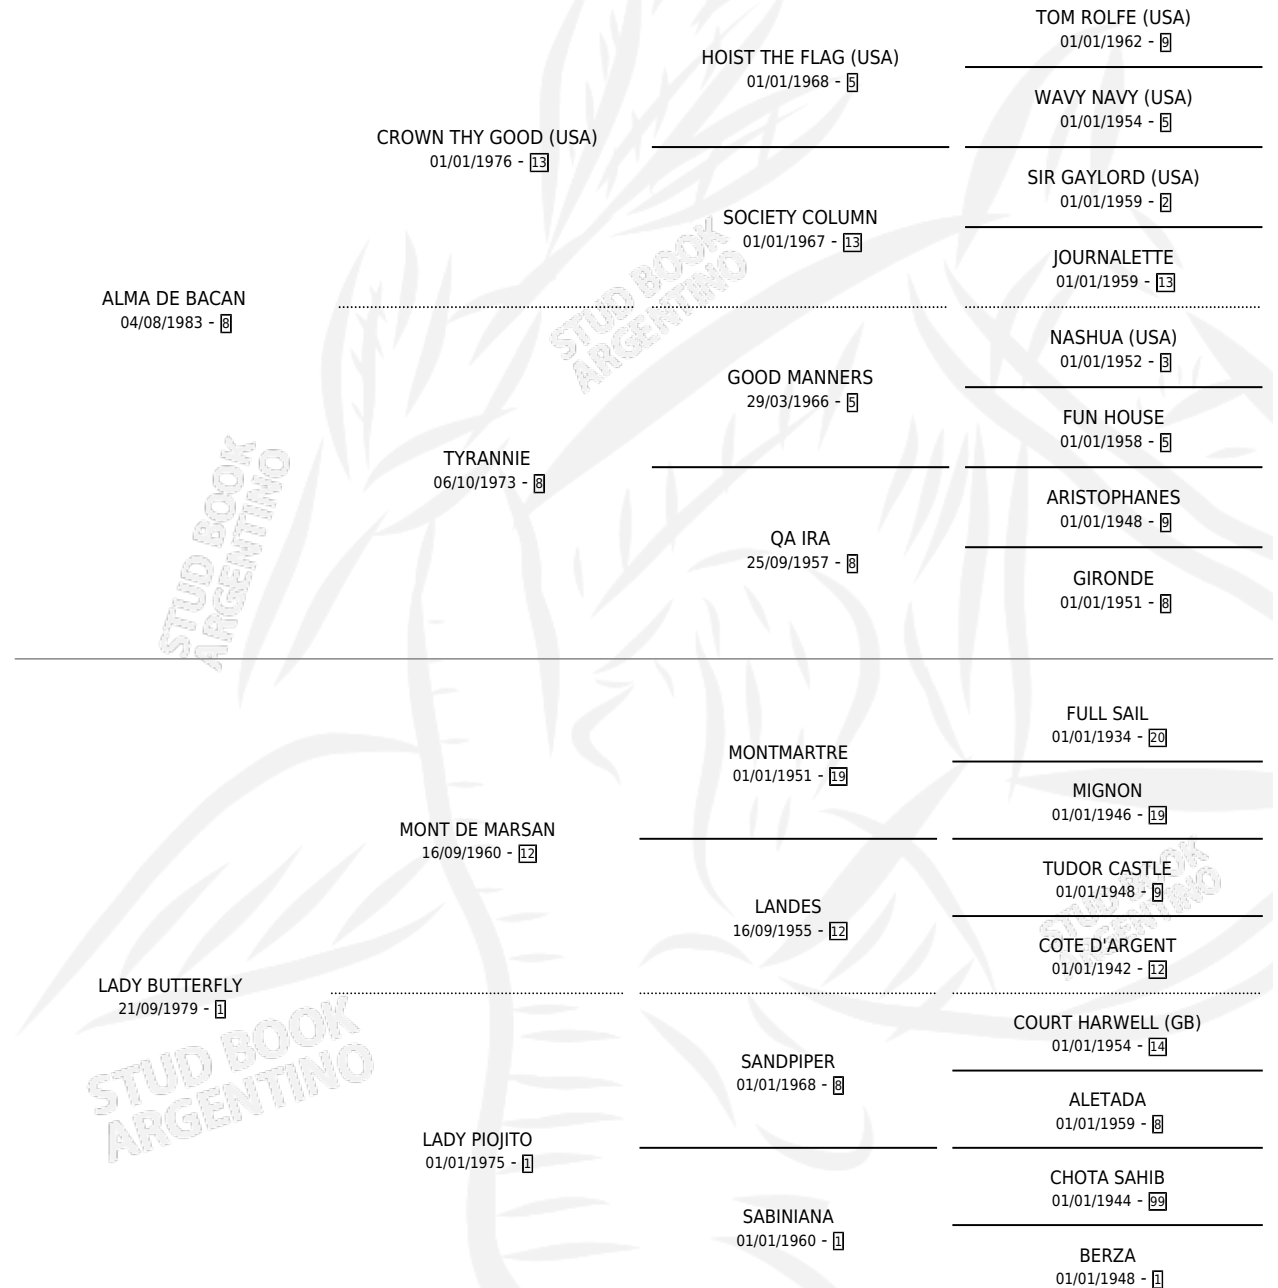 TOM ROLFE (USA)
01/01/1962 - 9
HOIST THE FLAG (USA)
01/01/1968 - 5
WAVY NAVY (USA)
01/01/1954 - 5
CROWN THY GOOD (USA)
01/01/1976 - 13
SIR GAYLORD (USA)
01/01/1959 - 2
SOCIETY COLUMN
01/01/1967 - 13
JOURNALETTE
01/01/1959 - 13
ALMA DE BACAN
04/08/1983 - 8
NASHUA (USA)
01/01/1952 - 3
GOOD MANNERS
29/03/1966 - 5
FUN HOUSE
01/01/1958 - 5
TYRANNIE
06/10/1973 - 8
ARISTOPHANES
01/01/1948 - 9
QA IRA
25/09/1957 - 8
GIRONDE
01/01/1951 - 8
FULL SAIL
01/01/1934 - 20
MONTMARTRE
01/01/1951 - 19
MIGNON
01/01/1946 - 19
MONT DE MARSAN
16/09/1960 - 12
TUDOR CASTLE
01/01/1948 - 9
LANDES
16/09/1955 - 12
COTE D'ARGENT
01/01/1942 - 12
LADY BUTTERFLY
21/09/1979 - 1
COURT HARWELL (GB)
01/01/1954 - 14
SANDPIPER
01/01/1968 - 8
ALETADA
01/01/1959 - 8
LADY PIOJITO
01/01/1975 - 1
CHOTA SAHIB
01/01/1944 - 99
SABINIANA
01/01/1960 - 1
BERZA
01/01/1948 - 1
STUD BOOK
ARGENTINO
STUD BOOK
ARGENTINO
STUD BOOK
ARGENTINO
STUD BOOK
ARGENTINO